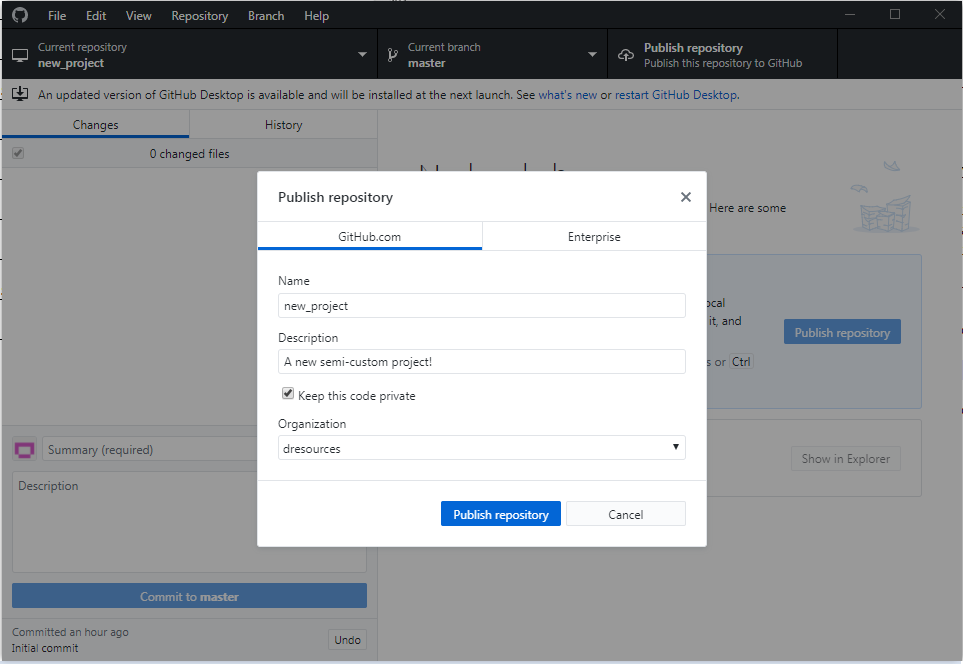 File Edit View Repository Branch Help
Current repository
new_project
Current branch
master
Publish repository
Publish this repository to GitHub
An updated version of GitHub Desktop is available and will be installed at the next launch. See what's new or restart GitHub Desktop.
Changes History
0 changed files
Here are some
ocal
it, and
Publish repository
s or Ctrl
Show in Explorer
Publish repository
GitHub.com Enterprise
Name
new_project
Description
A new semi-custom project!
Keep this code private
Organization
dresources
Publish repository Cancel
Summary (required)
Description
Commit to master
Committed an hour ago
Initial commit
Undo